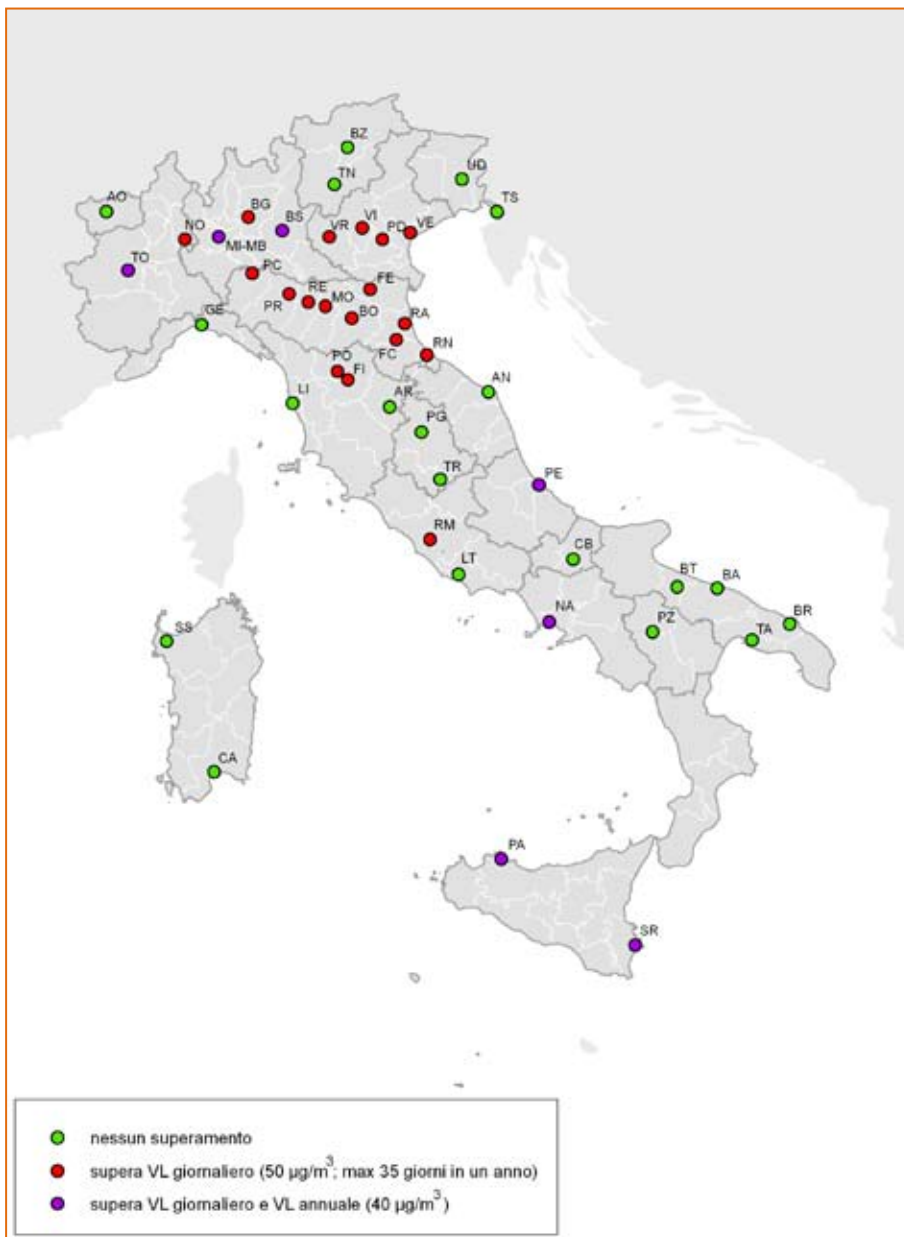 BZ
UD
TN
TS
AO
BG
VI
NO
BS
VR
PD
VE
MI-MB
TO
PC
FE
RE
MO
PR
BO
RA
GE
FC
RN
PO
FI
LI
AR
AN
PG
TR
PE
RM
CB
LT
BT
BA
NA
PZ
BR
TA
SS
CA
PA
SR
nessun superamento
supera VL giornaliero (50 µg/m³; max 35 giorni in un anno)
supera VL giornaliero e VL annuale (40 µg/m³)